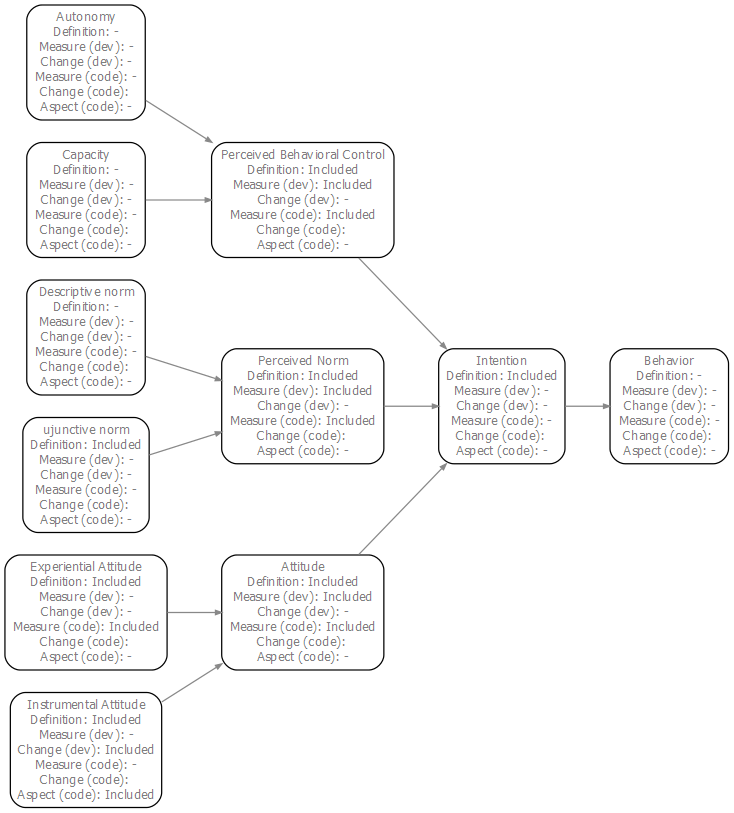 Autonomy
Definition: -
Measure (dev): -
Change (dev): -
Measure (code): -
Change (code):
Aspect (code): -
Capacity
Definition: -
Measure (dev): -
Change (dev): -
Measure (code): -
Change (code):
Aspect (code): -
Perceived Behavioral Control
Definition: Included
Measure (dev): Included
Change (dev): -
Measure (code): Included
Change (code):
Aspect (code): -
Descriptive norm
Definition: -
Measure (dev): -
Change (dev): -
Measure (code): -
Change (code):
Aspect (code): -
Perceived Norm
Definition: Included
Measure (dev): Included
Change (dev): -
Measure (code): Included
Change (code):
Aspect (code): -
Intention
Definition: Included
Measure (dev): -
Change (dev): -
Measure (code): -
Change (code):
Aspect (code): -
Behavior
Definition: -
Measure (dev): -
Change (dev): -
Measure (code): -
Change (code):
Aspect (code): -
ujunctive norm
Definition: Included
Measure (dev): -
Change (dev): -
Measure (code): -
Change (code):
Aspect (code): -
Experiential Attitude
Definition: Included
Measure (dev): -
Change (dev): -
Measure (code): Included
Change (code):
Aspect (code): -
Attitude
Definition: Included
Measure (dev): Included
Change (dev): -
Measure (code): Included
Change (code):
Aspect (code): -
Instrumental Attitude
Definition: Included
Measure (dev): -
Change (dev): Included
Measure (code): -
Change (code):
Aspect (code): Included